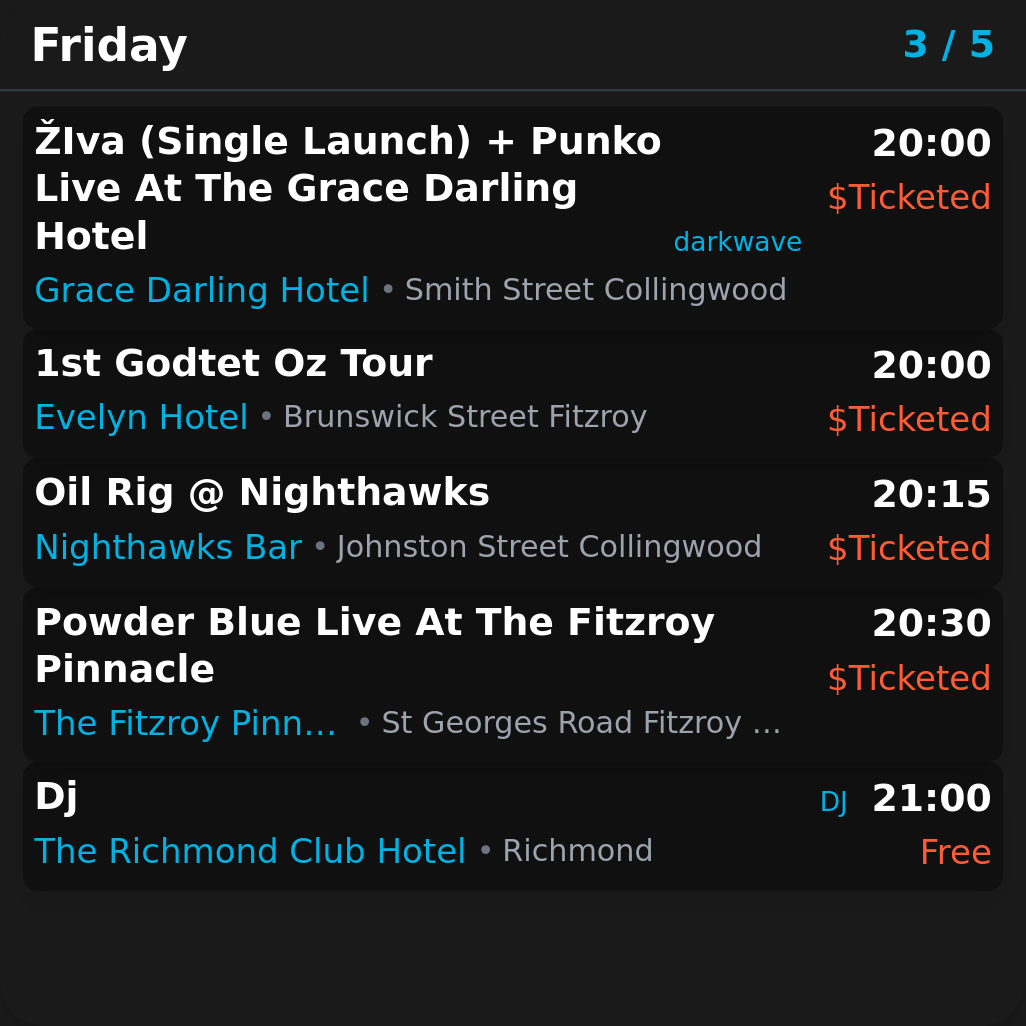 Friday
3 / 5
ŽIva (Single Launch) + Punko
Live At The Grace Darling
Hotel
darkwave
20:00
$Ticketed
Grace Darling Hotel • Smith Street Collingwood
1st Godtet Oz Tour
20:00
Evelyn Hotel • Brunswick Street Fitzroy
$Ticketed
Oil Rig @ Nighthawks
20:15
Nighthawks Bar • Johnston Street Collingwood
$Ticketed
Powder Blue Live At The Fitzroy
Pinnacle
20:30
$Ticketed
The Fitzroy Pinn... • St Georges Road Fitzroy ...
Dj
DJ
21:00
The Richmond Club Hotel • Richmond
Free